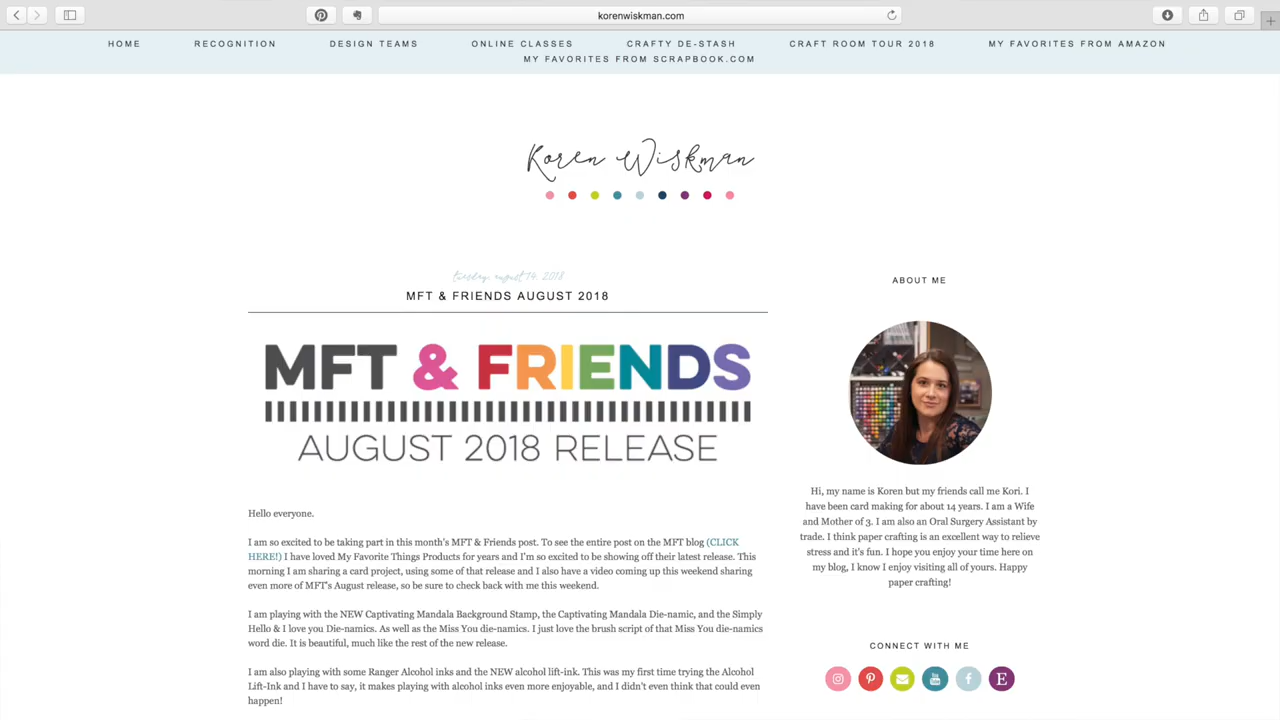 korenwiskman.com
HOME RECOGNITION DESIGN TEAMS ONLINE CLASSES CRAFTY DE-STASH CRAFT ROOM TOUR 2018 MY FAVORITES FROM AMAZON
MY FAVORITES FROM SCRAPBOOK.COM
Koren Wiskman
tuesday, august 14, 2018
MFT & FRIENDS AUGUST 2018
MFT & FRIENDS
AUGUST 2018 RELEASE
Hello everyone.
I am so excited to be taking part in this month's MFT & Friends post. To see the entire post on the MFT blog (CLICK
HERE!) I have loved My Favorite Things Products for years and I'm so excited to be showing off their latest release. This
morning I am sharing a card project, using some of that release and I also have a video coming up this weekend sharing
even more of MFT's August release, so be sure to check back with me this weekend.
I am playing with the NEW Captivating Mandala Background Stamp, the Captivating Mandala Die-namic, and the Simply
Hello & I love you Die-namics. As well as the Miss You die-namics. I just love the brush script of that Miss You die-namics
word die. It is beautiful, much like the rest of the new release.
I am also playing with some Ranger Alcohol inks and the NEW alcohol lift-ink. This was my first time trying the Alcohol
Lift-Ink and I have to say, it makes playing with alcohol inks even more enjoyable, and I didn't even think that could even
happen!
ABOUT ME
Hi, my name is Koren but my friends call me Kori. I
have been card making for about 14 years. I am a Wife
and Mother of 3. I am also an Oral Surgery Assistant by
trade. I think paper crafting is an excellent way to relieve
stress and it's fun. I hope you enjoy your time here on
my blog, I know I enjoy visiting all of yours. Happy
paper crafting!
CONNECT WITH ME